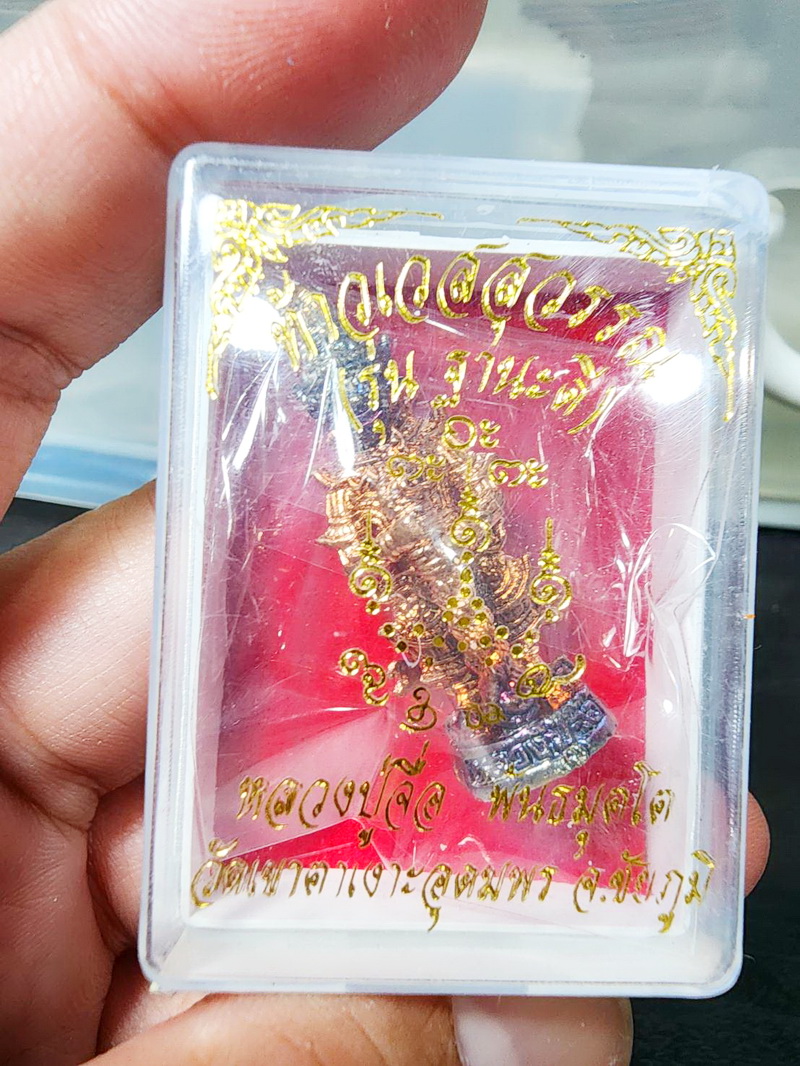 ท้าวเวสสุวรรณ
(รุ่น ฐานะดี)
อะ
หลวงปู่จื่อ พันธมุตโต
วัดเขาตาเงาะอุดมพร จ.ชัยภูมิ